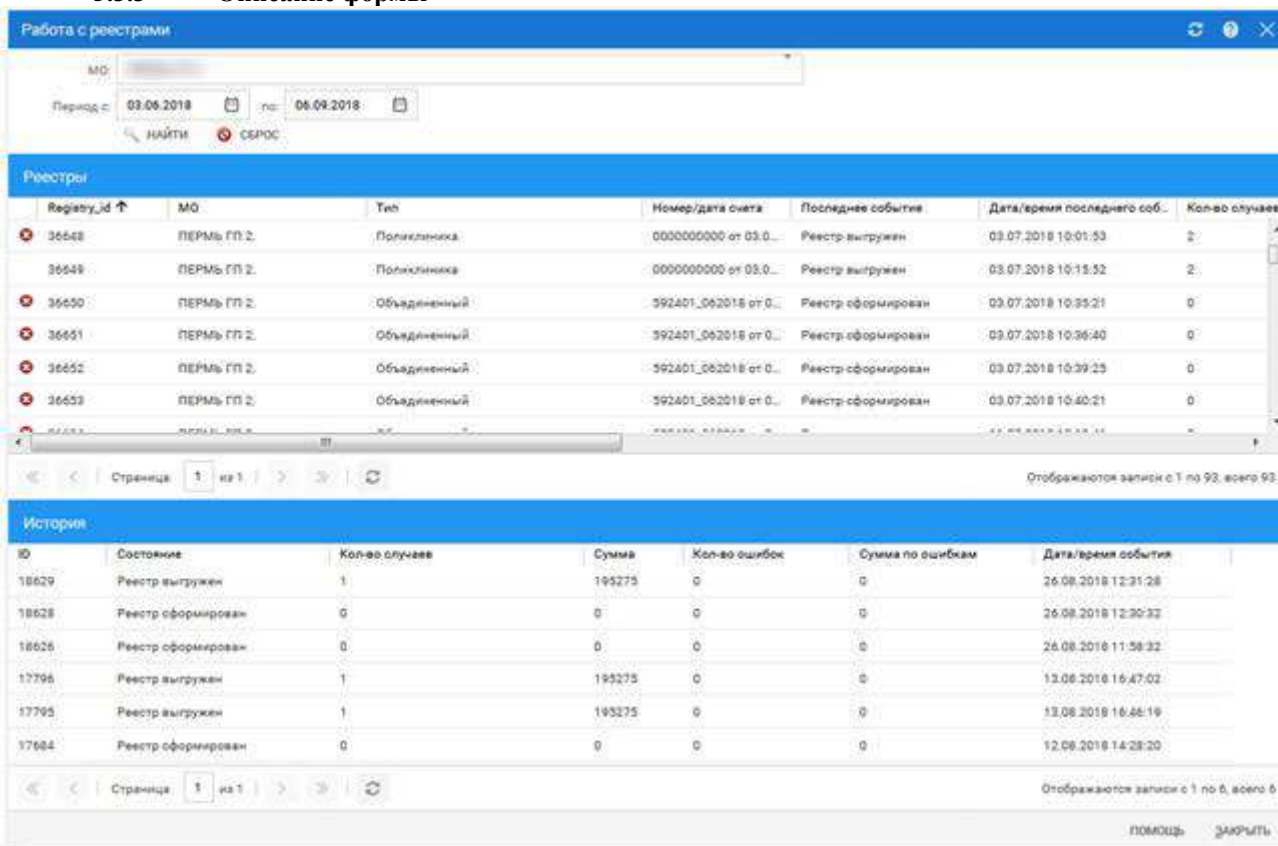 Описание формы
Работа с реестрами
МО:
Период с: 03.06.2018 по: 06.09.2018
НАЙТИ СБРОС
Реестры
Registry_id ↑ МО Тип Номер/дата счета Последнее событие Дата/время последнего соб... Кол-во случаев
36648 ПЕРМЬ ГП 2. Поликлиника 0000000000 от 03.0... Реестр выгружен 03.07.2018 10:01:53 2
36649 ПЕРМЬ ГП 2. Поликлиника 0000000000 от 03.0... Реестр выгружен 03.07.2018 10:15:52 2
36650 ПЕРМЬ ГП 2. Объединенный 592401_062018 от 0... Реестр сформирован 03.07.2018 10:35:21 0
36651 ПЕРМЬ ГП 2. Объединенный 592401_062018 от 0... Реестр сформирован 03.07.2018 10:36:40 0
36652 ПЕРМЬ ГП 2. Объединенный 592401_062018 от 0... Реестр сформирован 03.07.2018 10:39:25 0
36653 ПЕРМЬ ГП 2. Объединенный 592401_062018 от 0... Реестр сформирован 03.07.2018 10:40:21 0
Страница 1 из 1 Отображаются записи с 1 по 93, всего 93
История
ID Состояние Кол-во случаев Сумма Кол-во ошибок Сумма по ошибкам Дата/время события
18629 Реестр выгружен 1 195275 0 0 26.08.2018 12:31:28
18628 Реестр сформирован 0 0 0 0 26.08.2018 12:30:32
18626 Реестр сформирован 0 0 0 0 26.08.2018 11:58:32
17796 Реестр выгружен 1 195275 0 0 13.08.2018 16:47:02
17795 Реестр выгружен 1 195275 0 0 13.08.2018 16:46:19
17684 Реестр сформирован 0 0 0 0 12.08.2018 14:28:20
Страница 1 из 1 Отображаются записи с 1 по 6, всего 6
ПОМОЩЬ ЗАКРЫТЬ